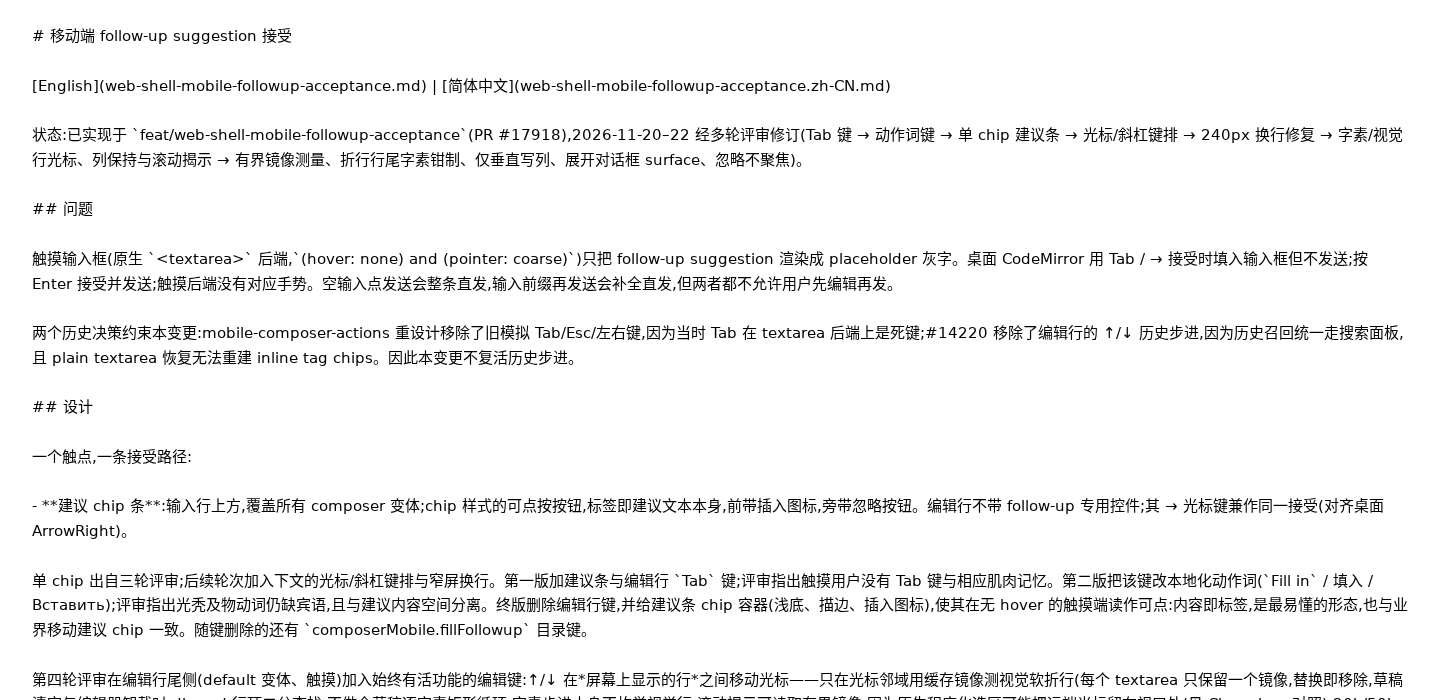 # 移动端 follow-up suggestion 接受
[English](web-shell-mobile-followup-acceptance.md) | [简体中文](web-shell-mobile-followup-acceptance.zh-CN.md)
状态:已实现于 `feat/web-shell-mobile-followup-acceptance`(PR #17918),2026-11-20–22 经多轮评审修订(Tab 键 → 动作词键 → 单 chip 建议条 → 光标/斜杠键排 → 240px 换行修复 → 字素/视觉
行光标、列保持与滚动揭示 → 有界镜像测量、折行行尾字素钳制、仅垂直写列、展开对话框 surface、忽略不聚焦)。
## 问题
触摸输入框(原生 `<textarea>` 后端,`(hover: none) and (pointer: coarse)`)只把 follow-up suggestion 渲染成 placeholder 灰字。桌面 CodeMirror 用 Tab / → 接受时填入输入框但不发送;按
Enter 接受并发送;触摸后端没有对应手势。空输入点发送会整条直发,输入前缀再发送会补全直发,但两者都不允许用户先编辑再发。
两个历史决策约束本变更:mobile-composer-actions 重设计移除了旧模拟 Tab/Esc/左右键,因为当时 Tab 在 textarea 后端上是死键;#14220 移除了编辑行的 ↑/↓ 历史步进,因为历史召回统一走搜索面板,
且 plain textarea 恢复无法重建 inline tag chips。因此本变更不复活历史步进。
## 设计
一个触点,一条接受路径:
- **建议 chip 条**:输入行上方,覆盖所有 composer 变体;chip 样式的可点按按钮,标签即建议文本本身,前带插入图标,旁带忽略按钮。编辑行不带 follow-up 专用控件;其 → 光标键兼作同一接受(对齐桌面
ArrowRight)。
单 chip 出自三轮评审;后续轮次加入下文的光标/斜杠键排与窄屏换行。第一版加建议条与编辑行 `Tab` 键;评审指出触摸用户没有 Tab 键与相应肌肉记忆。第二版把该键改本地化动作词(`Fill in` / 填入 /
Вставить);评审指出光秃及物动词仍缺宾语,且与建议内容空间分离。终版删除编辑行键,并给建议条 chip 容器(浅底、描边、插入图标),使其在无 hover 的触摸端读作可点:内容即标签,是最易懂的形态,也与业
界移动建议 chip 一致。随键删除的还有 `composerMobile.fillFollowup` 目录键。
第四轮评审在编辑行尾侧(default 变体、触摸)加入始终有活功能的编辑键:↑/↓ 在*屏幕上显示的行*之间移动光标——只在光标邻域用缓存镜像测视觉软折行(每个 textarea 只保留一个镜像,替换即移除,草稿